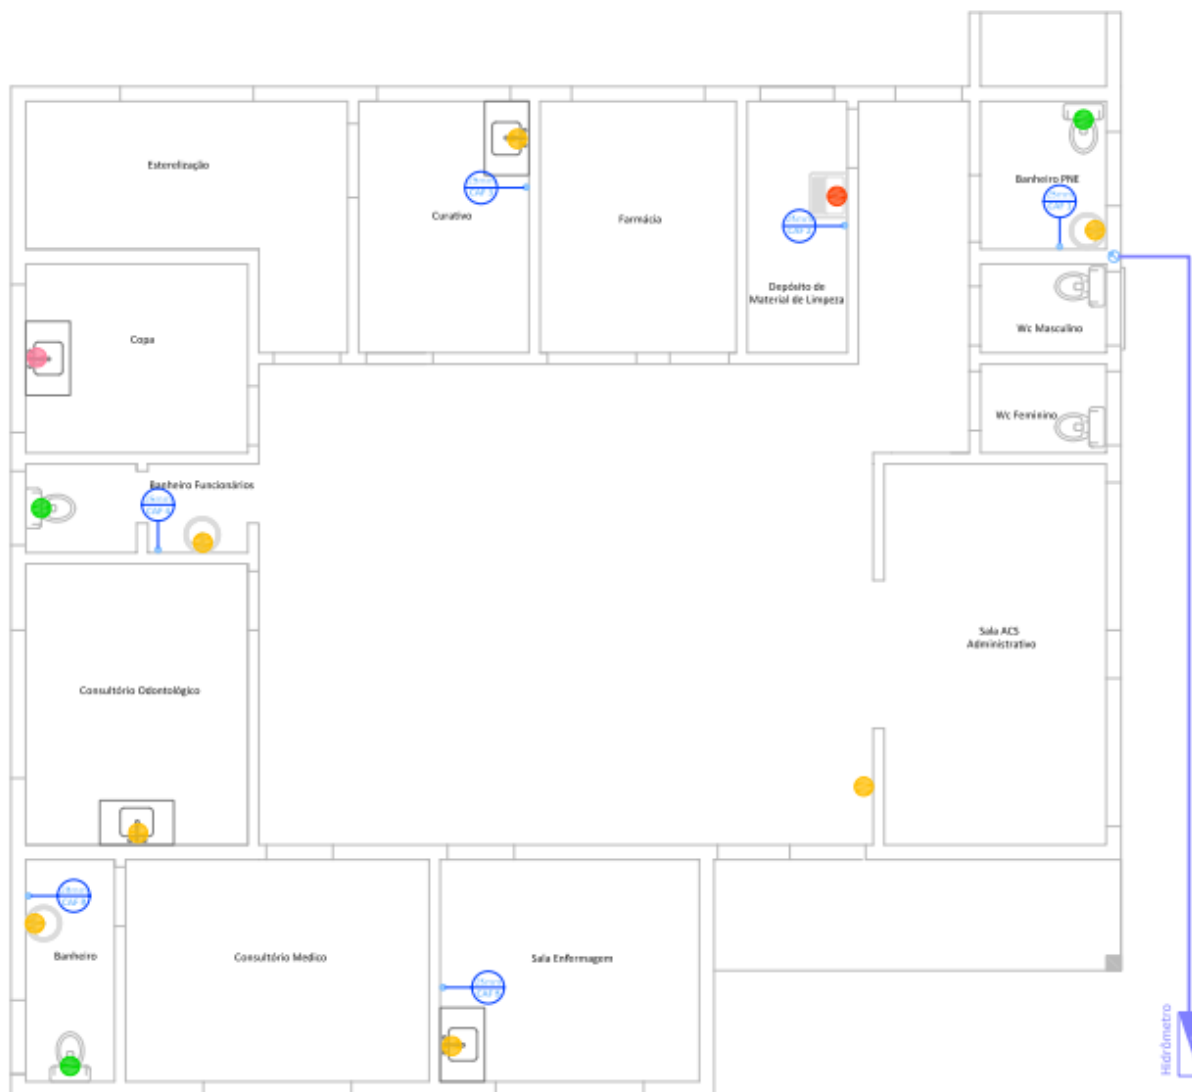 Esterelização
Curativo
Farmácia
Banheiro PNE
Depósito de
Material de Limpeza
Wc Masculino
Copa
Wc Feminino
Banheiro Funcionários
Sala ACS
Administrativo
Consultório Odontológico
Banheiro
Consultório Medico
Sala Enfermagem
Hidrômetro